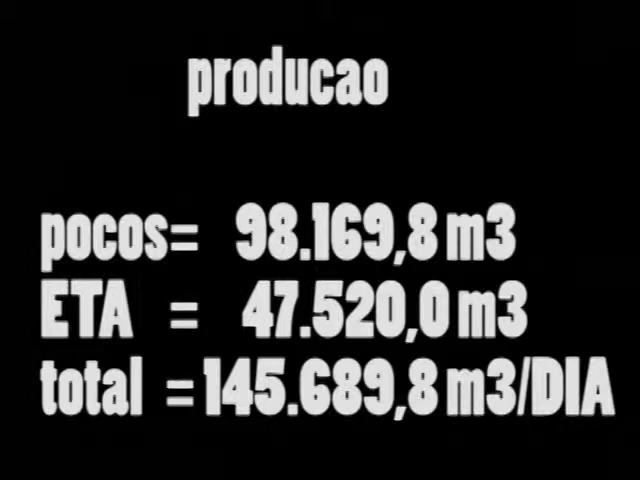 producao
pocos= 98.169,8 m3
ETA = 47.520,0 m3
total =145.689,8 m3/DIA